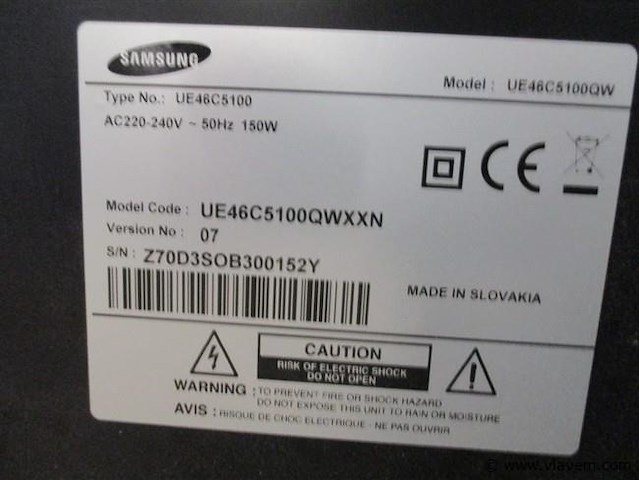 SAMSUNG
Model : UE46C5100QW
Type No.: UE46C5100
AC220-240V ~ 50Hz 150W
CE
Model Code : UE46C5100QWXXN
Version No : 07
S/N : Z70D3SOB300152Y
MADE IN SLOVAKIA
CAUTION
RISK OF ELECTRIC SHOCK
DO NOT OPEN
WARNING : TO PREVENT FIRE OR SHOCK HAZARD
DO NOT EXPOSE THIS UNIT TO RAIN OR MOISTURE
AVIS : RISQUE DE CHOC ELECTRIQUE - NE PAS OUVRIR
© www.vlavem.com